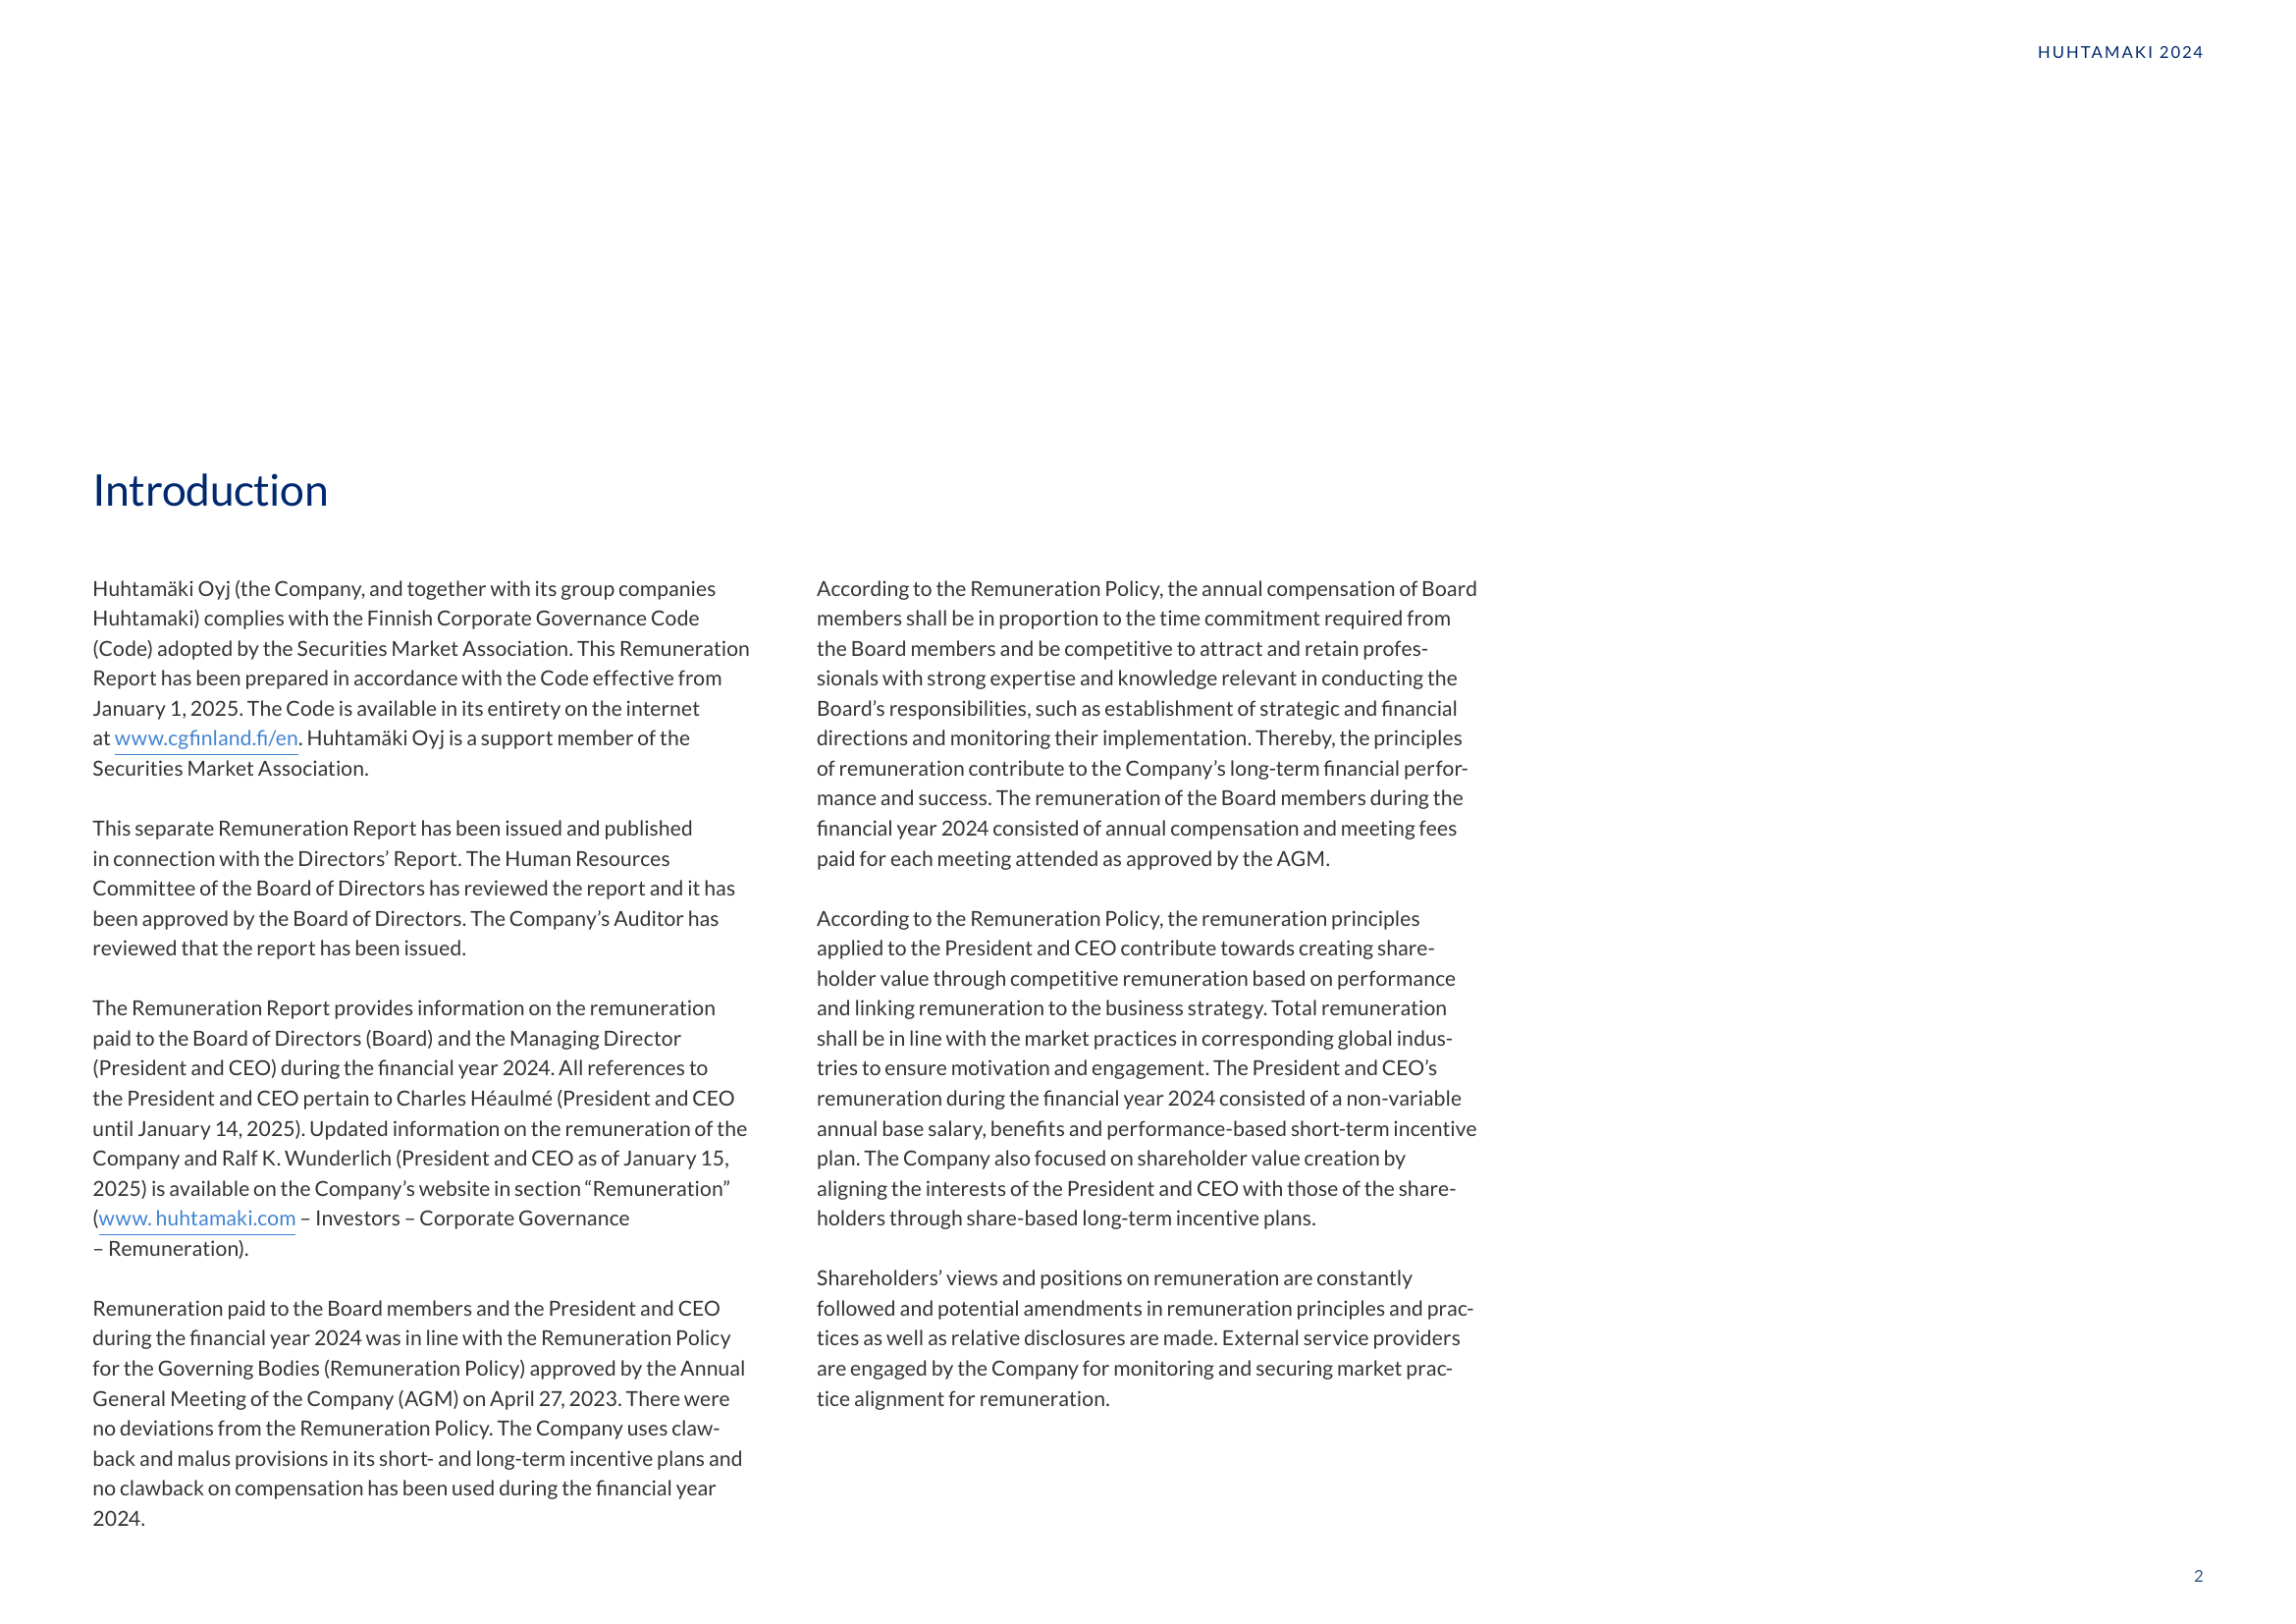 HUHTAMAKI 2024
Introduction
Huhtamäki Oyj (the Company, and together with its group companies
Huhtamaki) complies with the Finnish Corporate Governance Code
(Code) adopted by the Securities Market Association. This Remuneration
Report has been prepared in accordance with the Code effective from
January 1, 2025. The Code is available in its entirety on the internet
at www.cgfinland.fi/en. Huhtamäki Oyj is a support member of the
Securities Market Association.
This separate Remuneration Report has been issued and published
in connection with the Directors’ Report. The Human Resources
Committee of the Board of Directors has reviewed the report and it has
been approved by the Board of Directors. The Company’s Auditor has
reviewed that the report has been issued.
The Remuneration Report provides information on the remuneration
paid to the Board of Directors (Board) and the Managing Director
(President and CEO) during the financial year 2024. All references to
the President and CEO pertain to Charles Héaulmé (President and CEO
until January 14, 2025). Updated information on the remuneration of the
Company and Ralf K. Wunderlich (President and CEO as of January 15,
2025) is available on the Company’s website in section “Remuneration”
(www. huhtamaki.com – Investors – Corporate Governance
– Remuneration).
Remuneration paid to the Board members and the President and CEO
during the financial year 2024 was in line with the Remuneration Policy
for the Governing Bodies (Remuneration Policy) approved by the Annual
General Meeting of the Company (AGM) on April 27, 2023. There were
no deviations from the Remuneration Policy. The Company uses claw-
back and malus provisions in its short- and long-term incentive plans and
no clawback on compensation has been used during the financial year
2024.
According to the Remuneration Policy, the annual compensation of Board
members shall be in proportion to the time commitment required from
the Board members and be competitive to attract and retain profes-
sionals with strong expertise and knowledge relevant in conducting the
Board’s responsibilities, such as establishment of strategic and financial
directions and monitoring their implementation. Thereby, the principles
of remuneration contribute to the Company’s long-term financial perfor-
mance and success. The remuneration of the Board members during the
financial year 2024 consisted of annual compensation and meeting fees
paid for each meeting attended as approved by the AGM.
According to the Remuneration Policy, the remuneration principles
applied to the President and CEO contribute towards creating share-
holder value through competitive remuneration based on performance
and linking remuneration to the business strategy. Total remuneration
shall be in line with the market practices in corresponding global indus-
tries to ensure motivation and engagement. The President and CEO’s
remuneration during the financial year 2024 consisted of a non-variable
annual base salary, benefits and performance-based short-term incentive
plan. The Company also focused on shareholder value creation by
aligning the interests of the President and CEO with those of the share-
holders through share-based long-term incentive plans.
Shareholders’ views and positions on remuneration are constantly
followed and potential amendments in remuneration principles and prac-
tices as well as relative disclosures are made. External service providers
are engaged by the Company for monitoring and securing market prac-
tice alignment for remuneration.
2